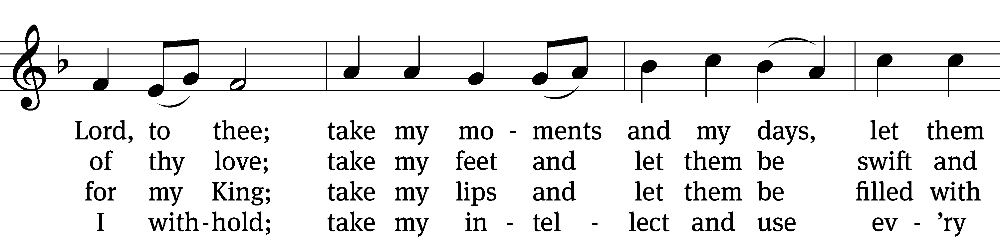 Lord, to thee; take my mo - ments and my days, let them
of thy love; take my feet and let them be swift and
for my King; take my lips and let them be filled with
I with - hold; take my in - tel - lect and use ev - ’ry